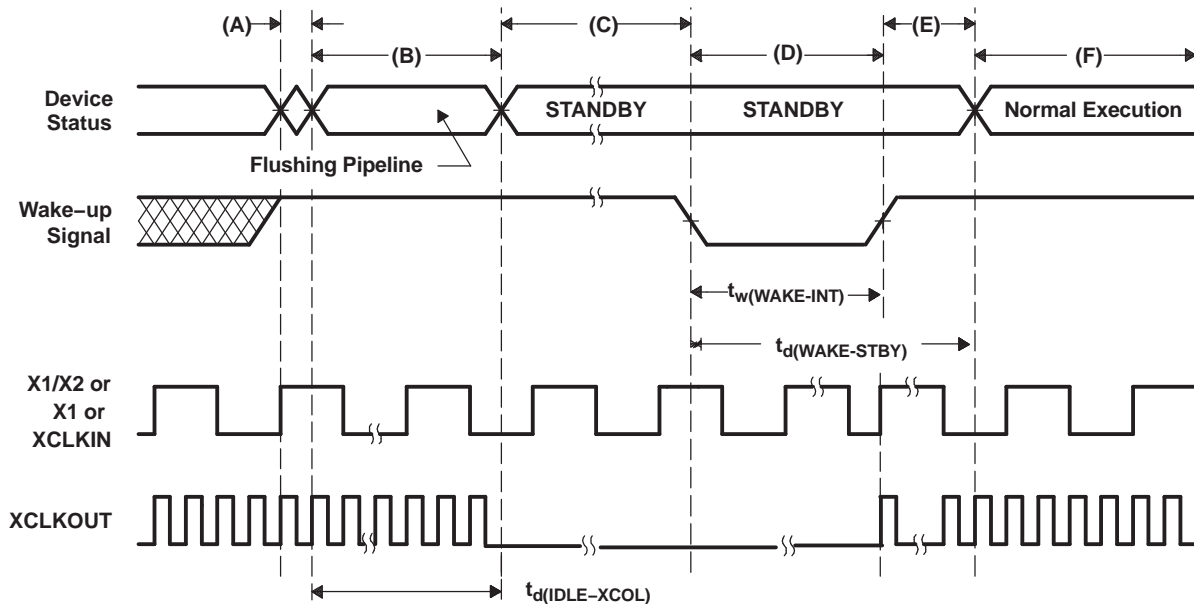 (A)
(C)
(E)
(B)
(D)
(F)
Device
Status
STANDBY
STANDBY
Normal Execution
Flushing Pipeline
Wake−up
Signal
tw(WAKE-INT)
td(WAKE-STBY)
X1/X2 or
X1 or
XCLKIN
XCLKOUT
td(IDLE−XCOL)